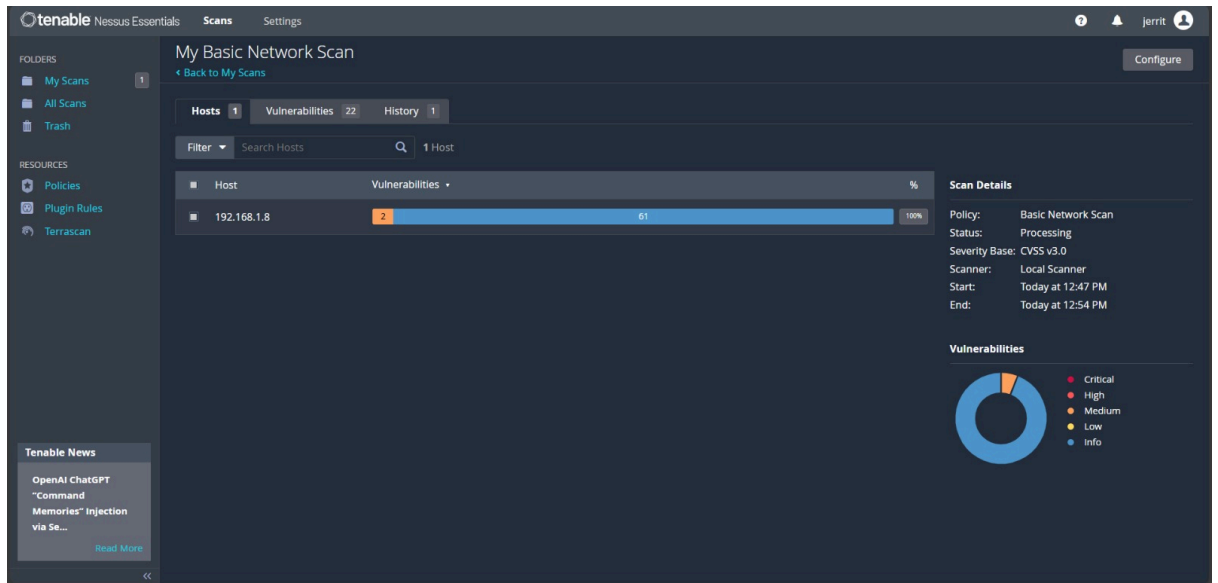 tenable Nessus Essentials Scans Settings jerrit
FOLDERS
My Scans 1
All Scans
Trash
RESOURCES
Policies
Plugin Rules
Terrascan
Tenable News
OpenAI ChatGPT
"Command
Memories" Injection
via Se...
Read More
My Basic Network Scan
Configure
Back to My Scans
Hosts 1 Vulnerabilities 22 History 1
Filter Search Hosts 1 Host
Host Vulnerabilities %
192.168.1.8 2 61 100%
Scan Details
Policy: Basic Network Scan
Status: Processing
Severity Base: CVSS v3.0
Scanner: Local Scanner
Start: Today at 12:47 PM
End: Today at 12:54 PM
Vulnerabilities
Critical
High
Medium
Low
Info